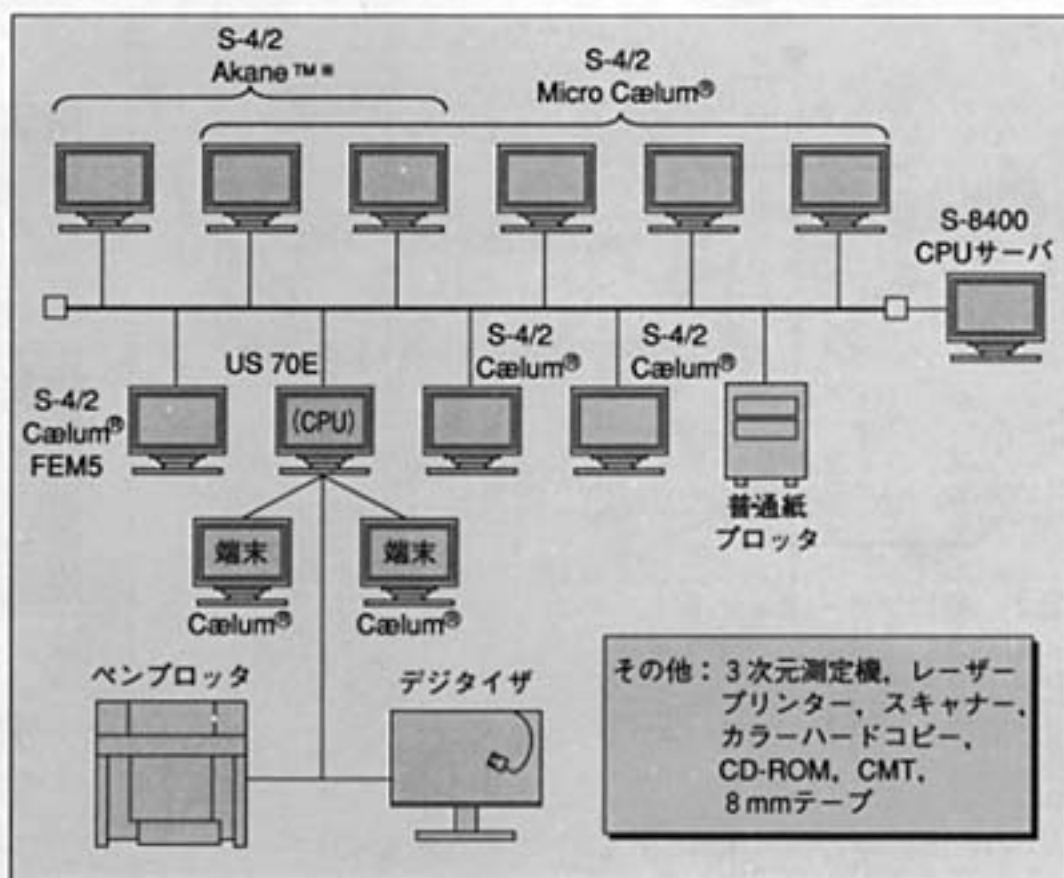 S-4/2
Akane™※
S-4/2
Micro Cælum®
S-8400
CPUサーバ
S-4/2
Cælum®
FEM5
US 70E
(CPU)
S-4/2
Cælum®
S-4/2
Cælum®
普通紙
プロッタ
端末
Cælum®
端末
Cælum®
ペンプロッタ
デジタイザ
その他：3次元測定機，レーザー
プリンター，スキャナー，
カラーハードコピー，
CD-ROM，CMT，
8mmテープ